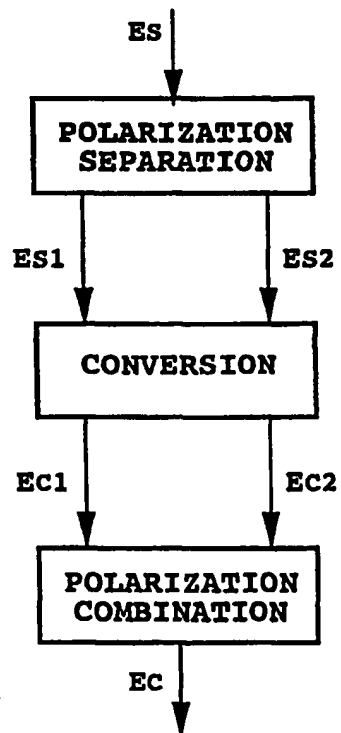 ES
POLARIZATION
SEPARATION
ES1
ES2
CONVERSION
EC1
EC2
POLARIZATION
COMBINATION
EC